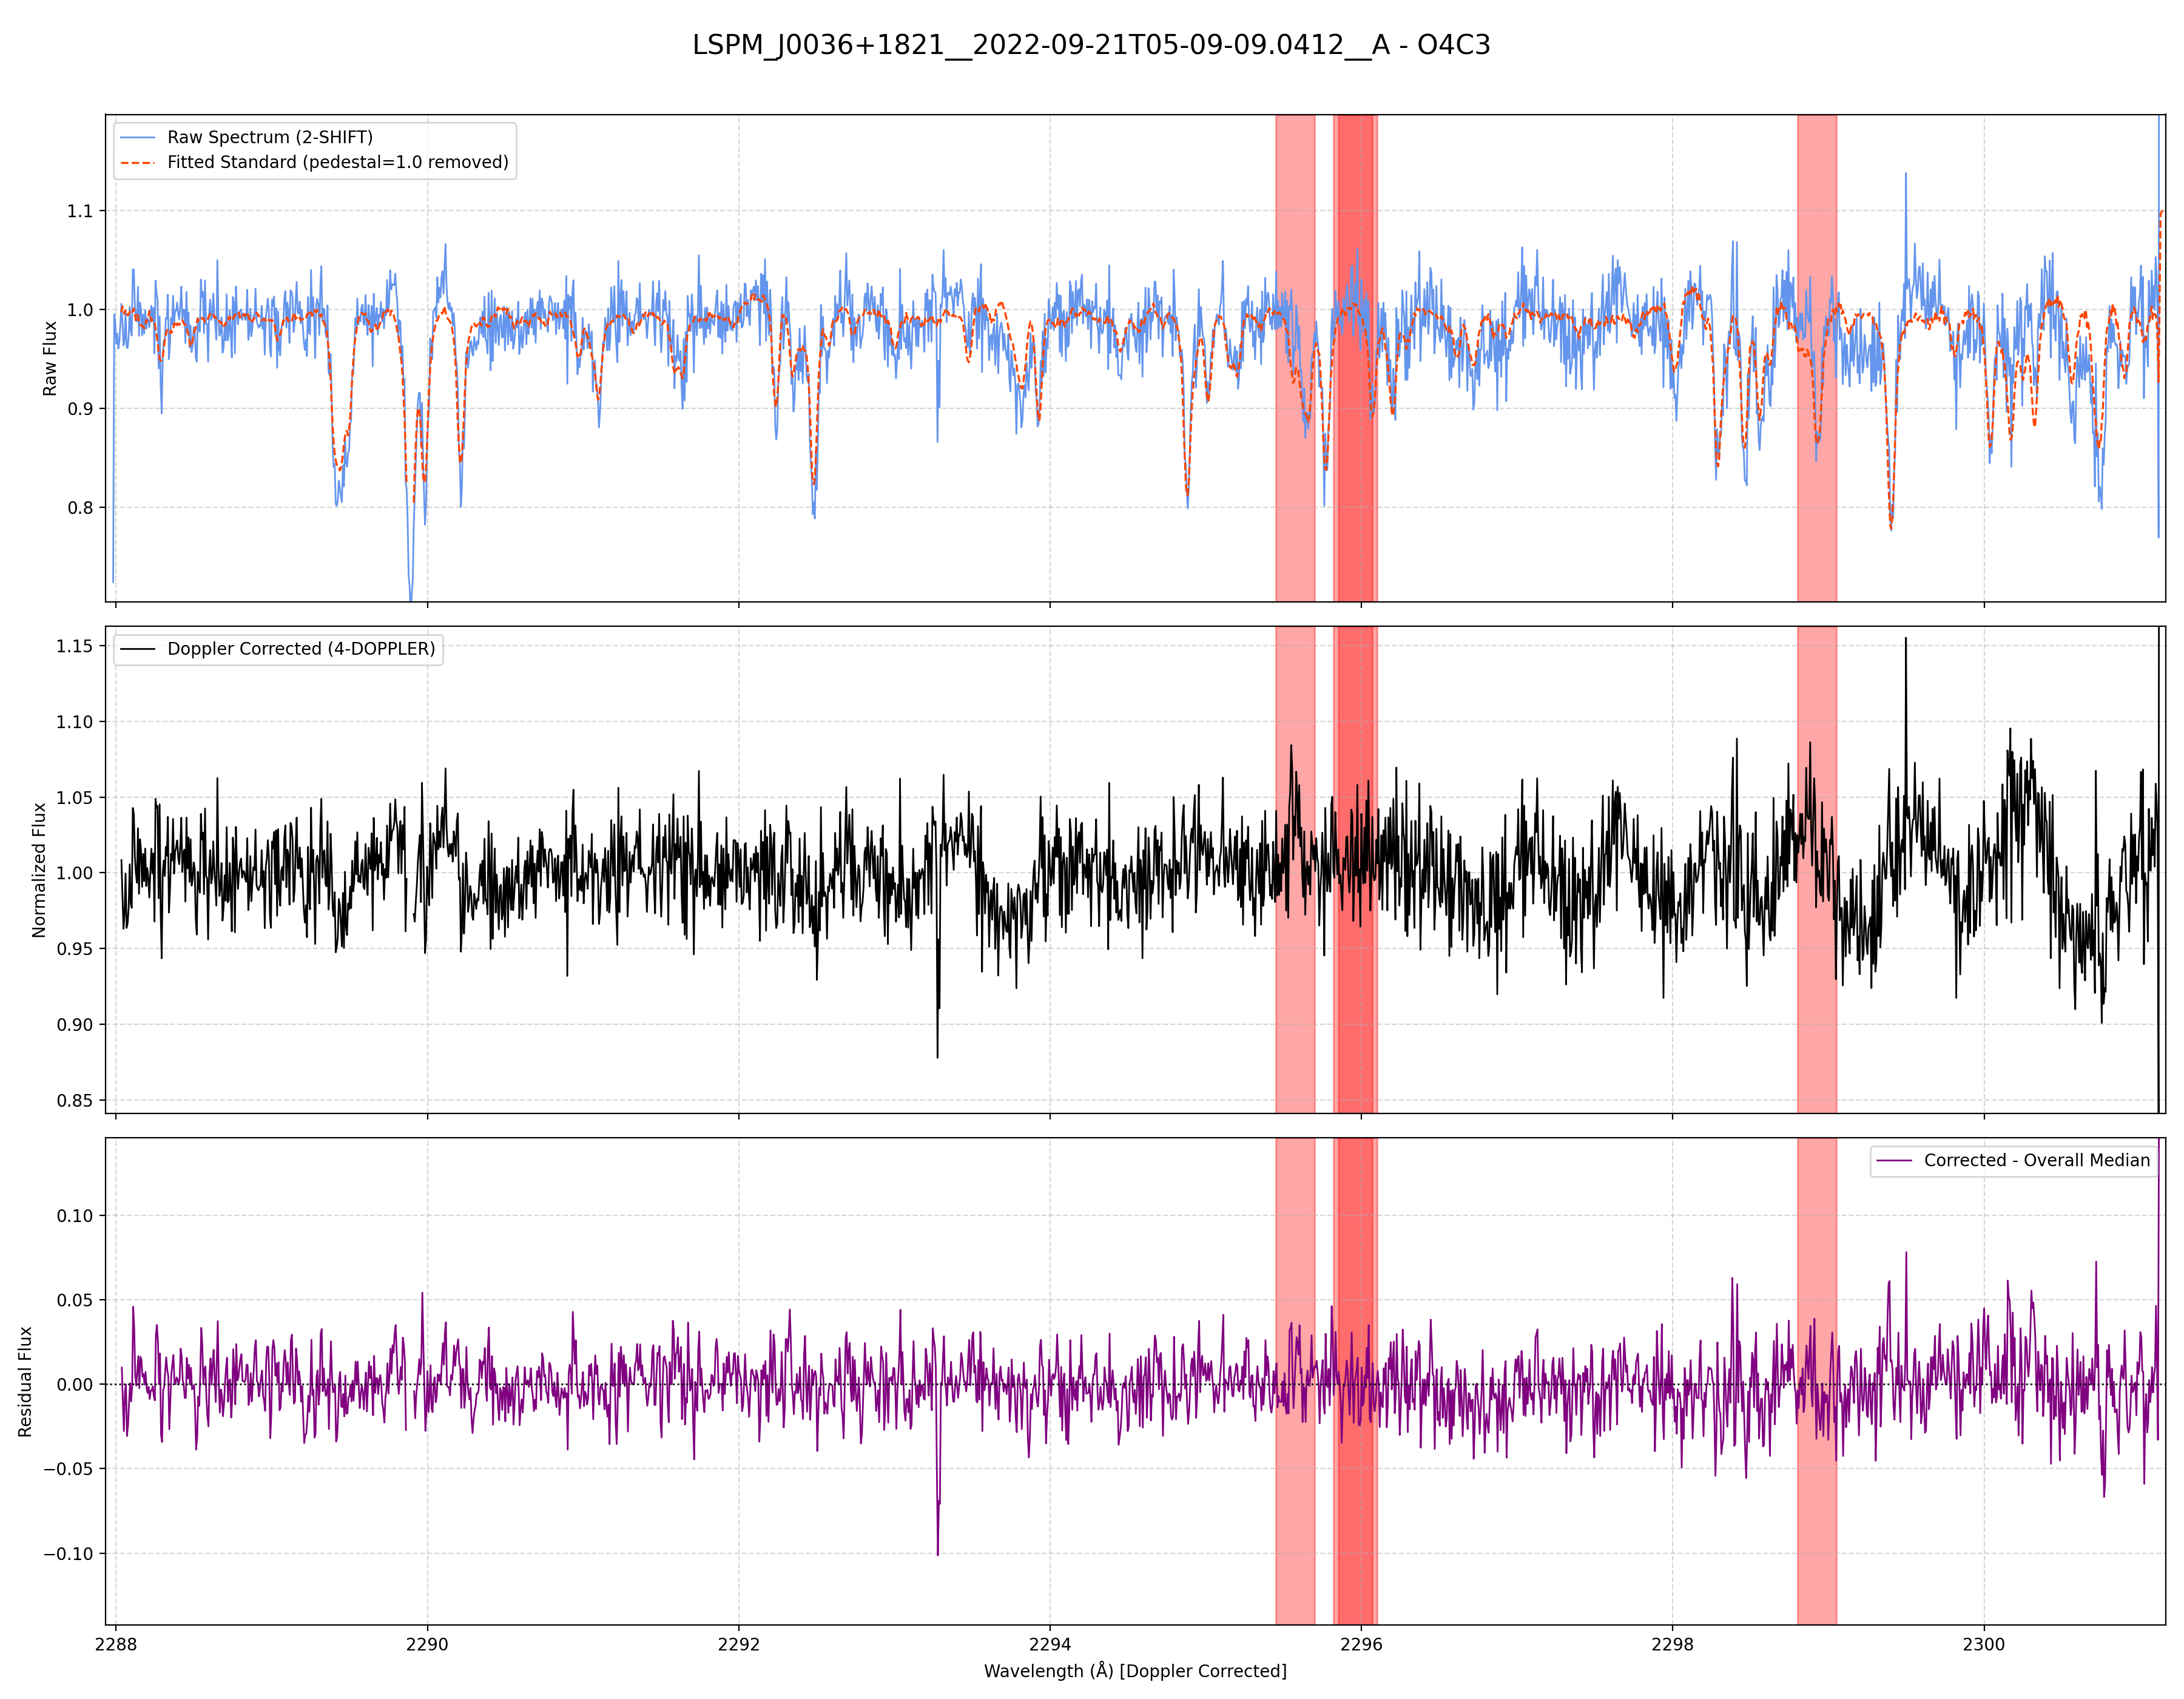 LSPM_J0036+1821__2022-09-21T05-09-09.0412__A - O4C3
Raw Spectrum (2-SHIFT)
Fitted Standard (pedestal=1.0 removed)
Raw Flux
1.1
1.0
0.9
0.8
Doppler Corrected (4-DOPPLER)
Normalized Flux
1.15
1.10
1.05
1.00
0.95
0.90
0.85
Corrected - Overall Median
Residual Flux
0.10
0.05
0.00
−0.05
−0.10
2288 2290 2292 2294 2296 2298 2300
Wavelength (Å) [Doppler Corrected]